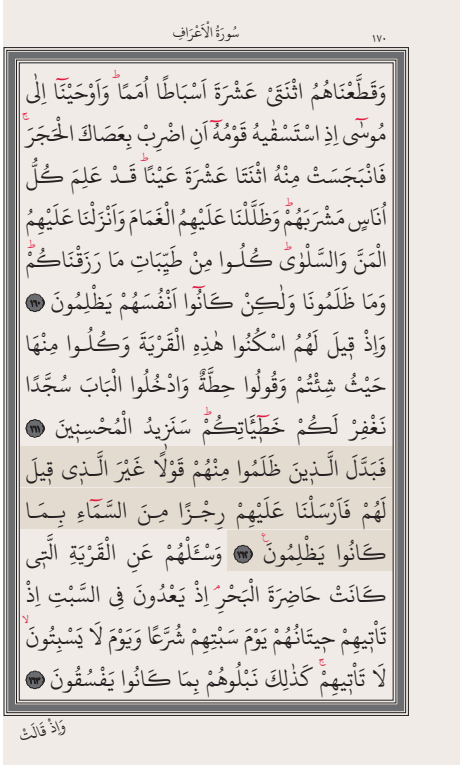 سُورَةُ الْاَعْرَافِ
١٧٠
وَقَطَّعْنَاهُمُ اثْنَتَيْ عَشْرَةَ اَسْبَاطًا اُمَمًاۜ وَاَوْحَيْنَٓا اِلٰى
مُوسٰٓى اِذِ اسْتَسْقٰيهُ قَوْمُهُٓ اَنِ اضْرِبْ بِعَصَاكَ الْحَجَرَۚ
فَانْبَجَسَتْ مِنْهُ اثْنَتَا عَشْرَةَ عَيْنًاۜ قَدْ عَلِمَ كُلُّ
اُنَاسٍ مَشْرَبَهُمْۜ وَظَلَّلْنَا عَلَيْهِمُ الْغَمَامَ وَاَنْزَلْنَا عَلَيْهِمُ
الْمَنَّ وَالسَّلْوٰىۜ كُلُوا مِنْ طَيِّبَاتِ مَا رَزَقْنَاكُمْۜ
وَمَا ظَلَمُونَا وَلٰكِنْ كَانُٓوا اَنْفُسَهُمْ يَظْلِمُونَ ﴿١٦٠﴾
وَاِذْ قِيلَ لَهُمُ اسْكُنُوا هٰذِهِ الْقَرْيَةَ وَكُلُوا مِنْهَا
حَيْثُ شِئْتُمْ وَقُولُوا حِطَّةٌ وَادْخُلُوا الْبَابَ سُجَّدًا
نَغْفِرْ لَكُمْ خَطٓيـَٔاتِكُمْۜ سَنَزِيدُ الْمُحْسِنِينَ ﴿١٦١﴾
فَبَدَّلَ الَّذِينَ ظَلَمُوا مِنْهُمْ قَوْلًا غَيْرَ الَّذِى قِيلَ
لَهُمْ فَاَرْسَلْنَا عَلَيْهِمْ رِجْزًا مِنَ السَّمَٓاءِ بِمَا
كَانُوا يَظْلِمُونَ۟ ﴿١٦٢﴾ وَسْـَٔلْهُمْ عَنِ الْقَرْيَةِ الَّتِى
كَانَتْ حَاضِرَةَ الْبَحْرِۢ اِذْ يَعْدُونَ فِى السَّبْتِ اِذْ
تَأْتِيهِمْ حِيتَانُهُمْ يَوْمَ سَبْتِهِمْ شُرَّعًا وَيَوْمَ لَا يَسْبِتُونَۙ
لَا تَأْتِيهِمْۚ كَذٰلِكَ نَبْلُوهُمْ بِمَا كَانُوا يَفْسُقُونَ ﴿١٦٣﴾
وَاِذْ قَالَتْ